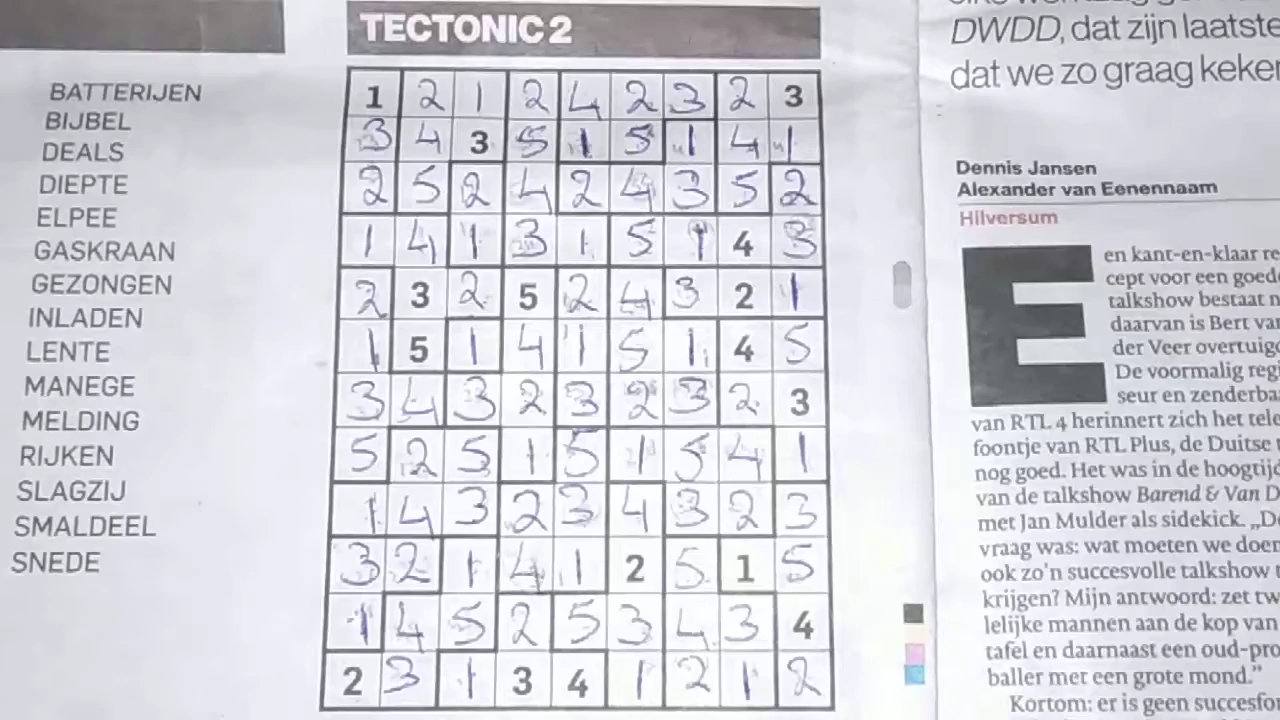 elke werkdag ge
DWDD, dat zijn laatste
dat we zo graag keken
TECTONIC 2
BATTERIJEN
BIJBEL
DEALS
DIEPTE
ELPEE
GASKRAAN
GEZONGEN
INLADEN
LENTE
MANEGE
MELDING
RIJKEN
SLAGZIJ
SMALDEEL
SNEDE
1 2 1 2 4 2 3 2 3
3 4 3 5 1 5 1 4 1
2 5 2 4 2 4 3 5 2
1 4 1 3 1 5 1 4 3
2 3 2 5 2 4 3 2 1
1 5 1 4 1 5 1 4 5
3 4 3 2 3 2 3 2 3
5 2 5 1 5 1 5 4 1
1 4 3 2 3 4 3 2 3
3 2 1 4 1 2 5 1 5
1 4 5 2 5 3 4 3 4
2 3 1 3 4 1 2 1 2
Dennis Jansen
Alexander van Eenennaam
Hilversum
Een kant-en-klaar re
cept voor een goede
talkshow bestaat n
daarvan is Bert van
der Veer overtuigd
De voormalig regi
seur en zenderba
van RTL 4 herinnert zich het tele
foontje van RTL Plus, de Duitse
nog goed. Het was in de hoogtij
van de talkshow Barend & Van D
met Jan Mulder als sidekick. „De
vraag was: wat moeten we doen
ook zo'n succesvolle talkshow t
krijgen? Mijn antwoord: zet tw
lelijke mannen aan de kop van
tafel en daarnaast een oud-pro
baller met een grote mond.”
Kortom: er is geen succesfo